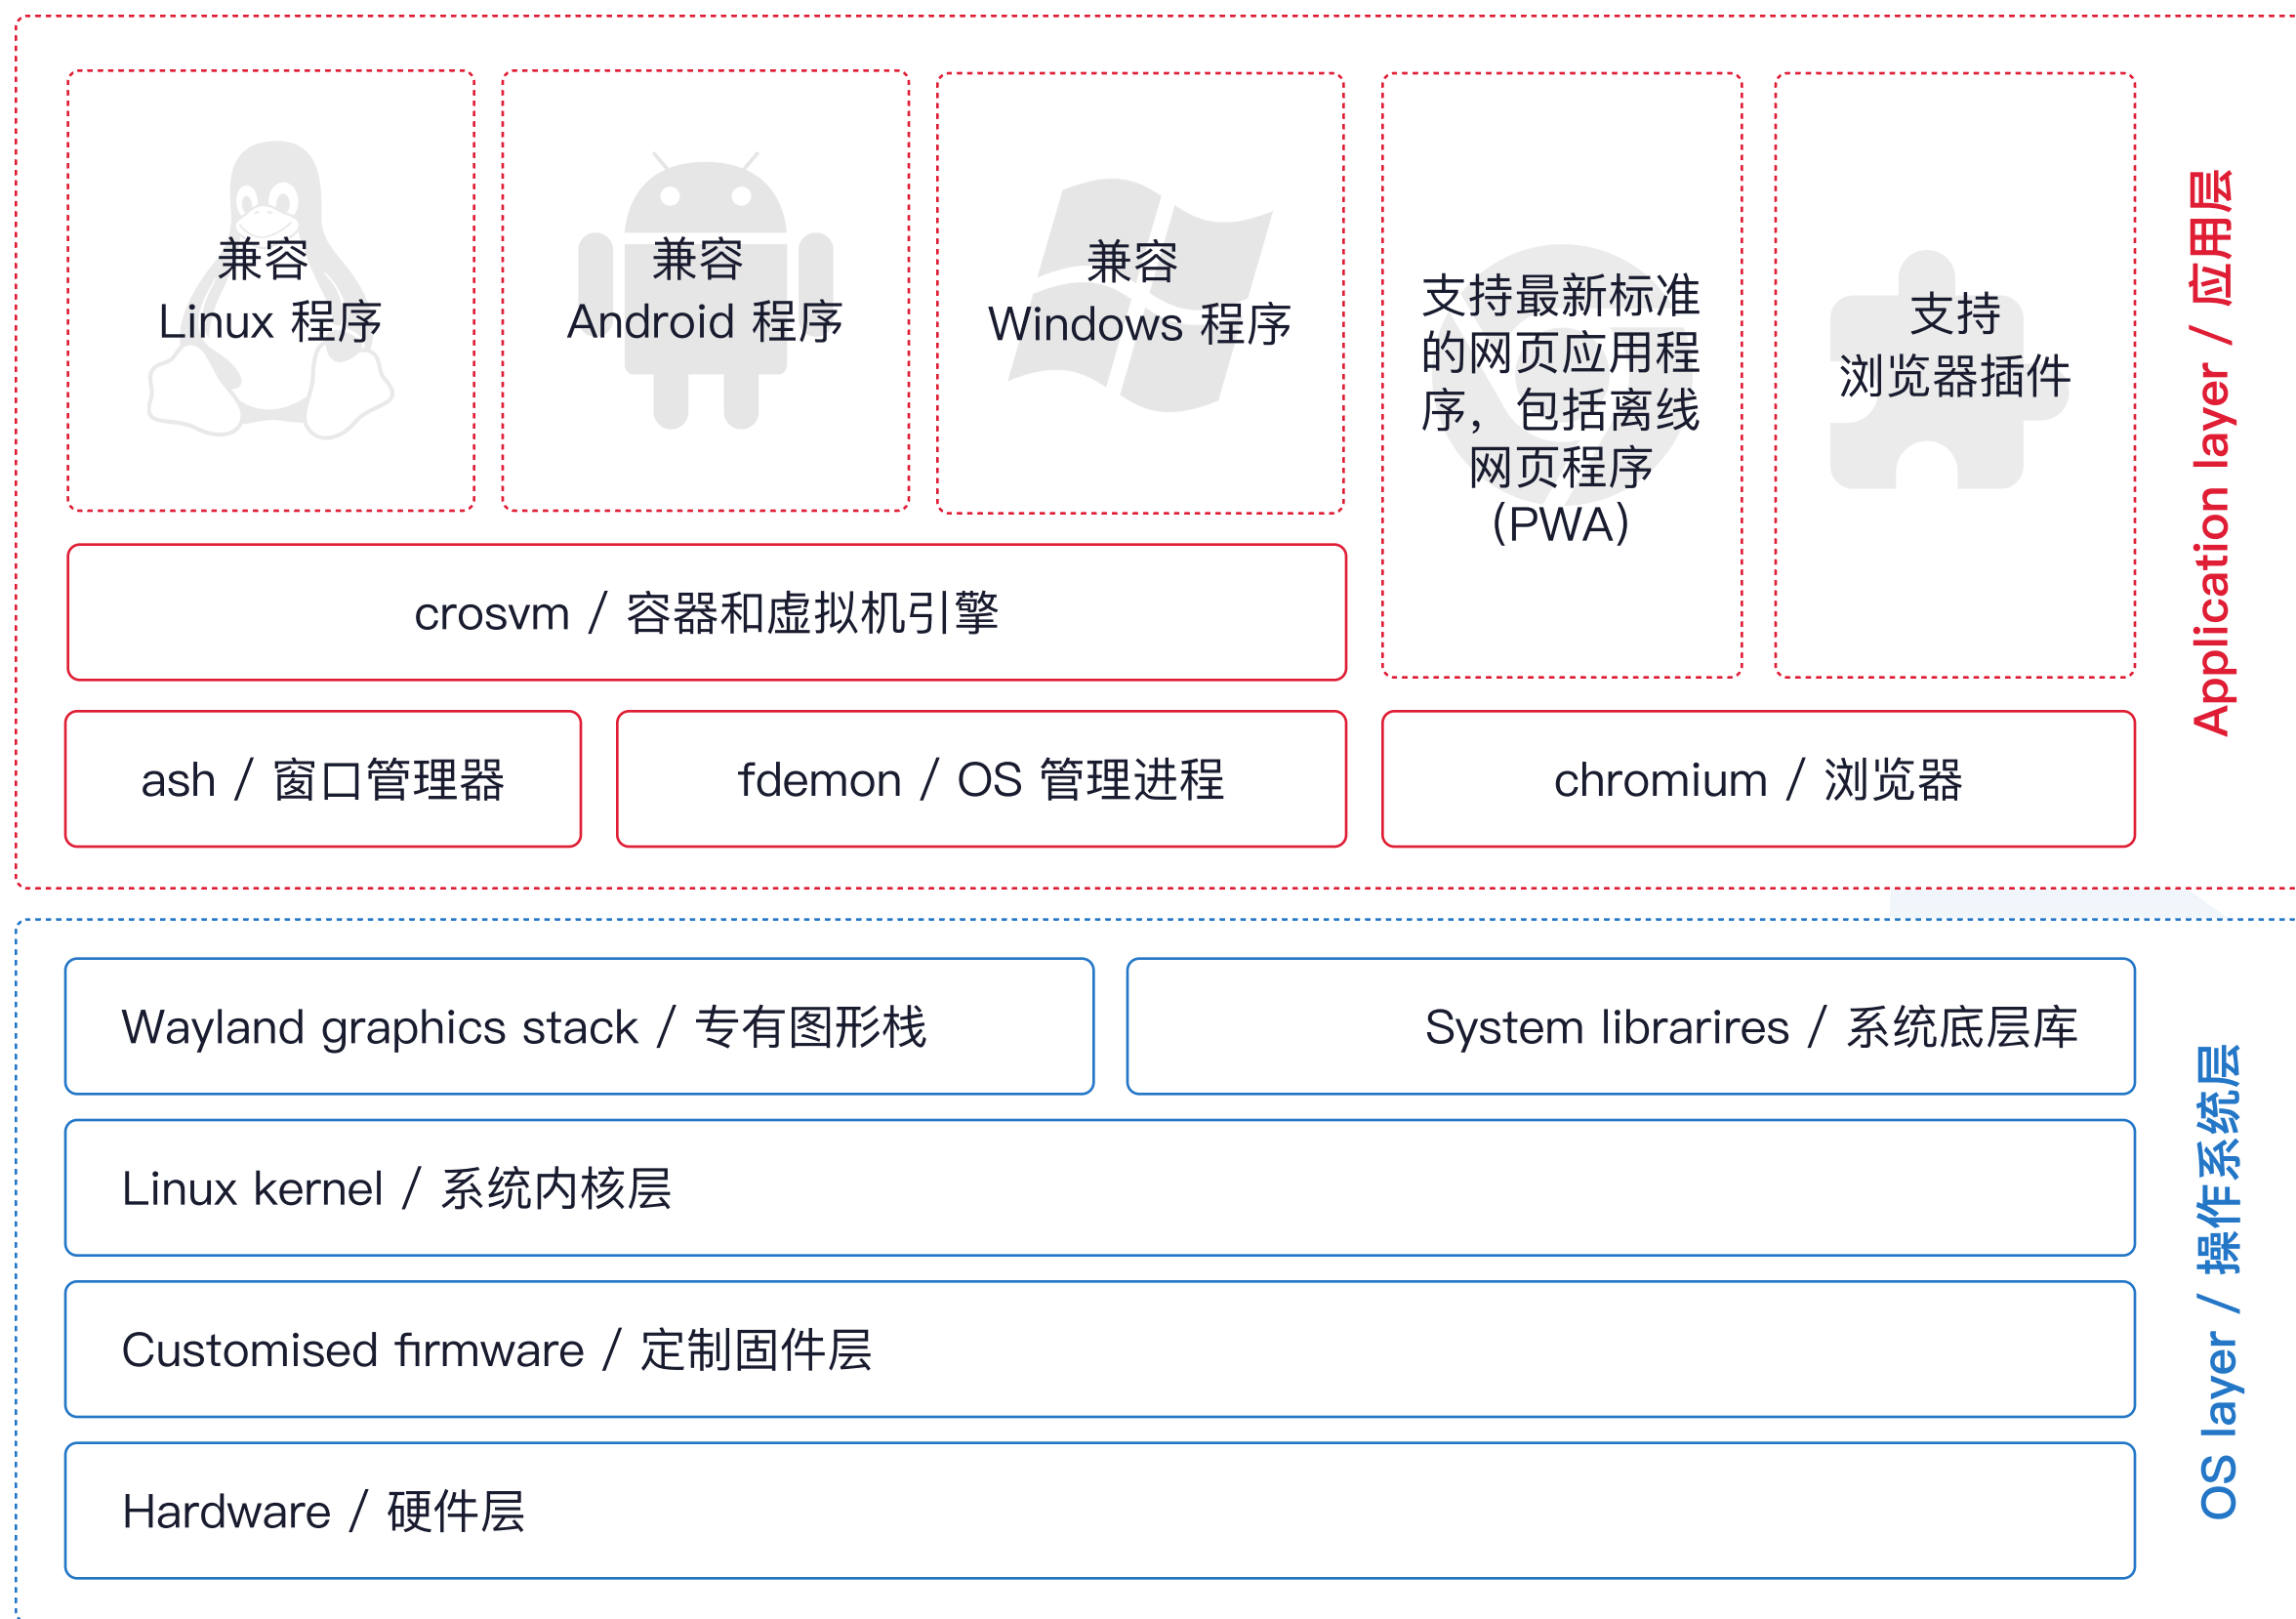 兼容
Linux 程序
兼容
Android 程序
兼容
Windows 程序
支持最新标准
的网页应用程
序，包括离线
网页程序
(PWA)
支持
浏览器插件
crosvm / 容器和虚拟机引擎
ash / 窗口管理器
fdemon / OS 管理进程
chromium / 浏览器
Application layer / 应用层
Wayland graphics stack / 专有图形栈
System librarires / 系统底层库
Linux kernel / 系统内核层
Customised firmware / 定制固件层
Hardware / 硬件层
OS layer / 操作系统层